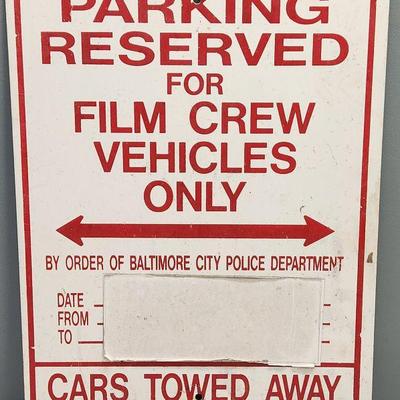 PARKING
RESERVED
FOR
FILM CREW
VEHICLES
ONLY
BY ORDER OF BALTIMORE CITY POLICE DEPARTMENT
DATE
FROM
TO
CARS TOWED AWAY